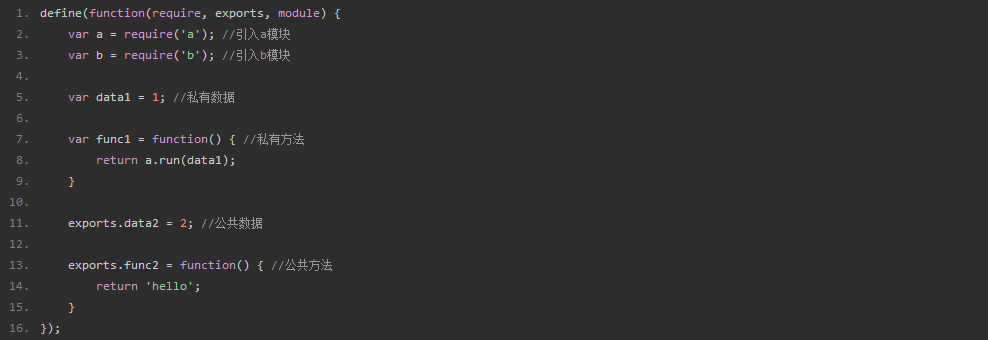 1. define(function(require, exports, module) {
2.     var a = require('a'); //引入a模块
3.     var b = require('b'); //引入b模块
4.
5.     var data1 = 1; //私有数据
6.
7.     var func1 = function() { //私有方法
8.         return a.run(data1);
9.     }
10.
11.     exports.data2 = 2; //公共数据
12.
13.     exports.func2 = function() { //公共方法
14.         return 'hello';
15.     }
16. });